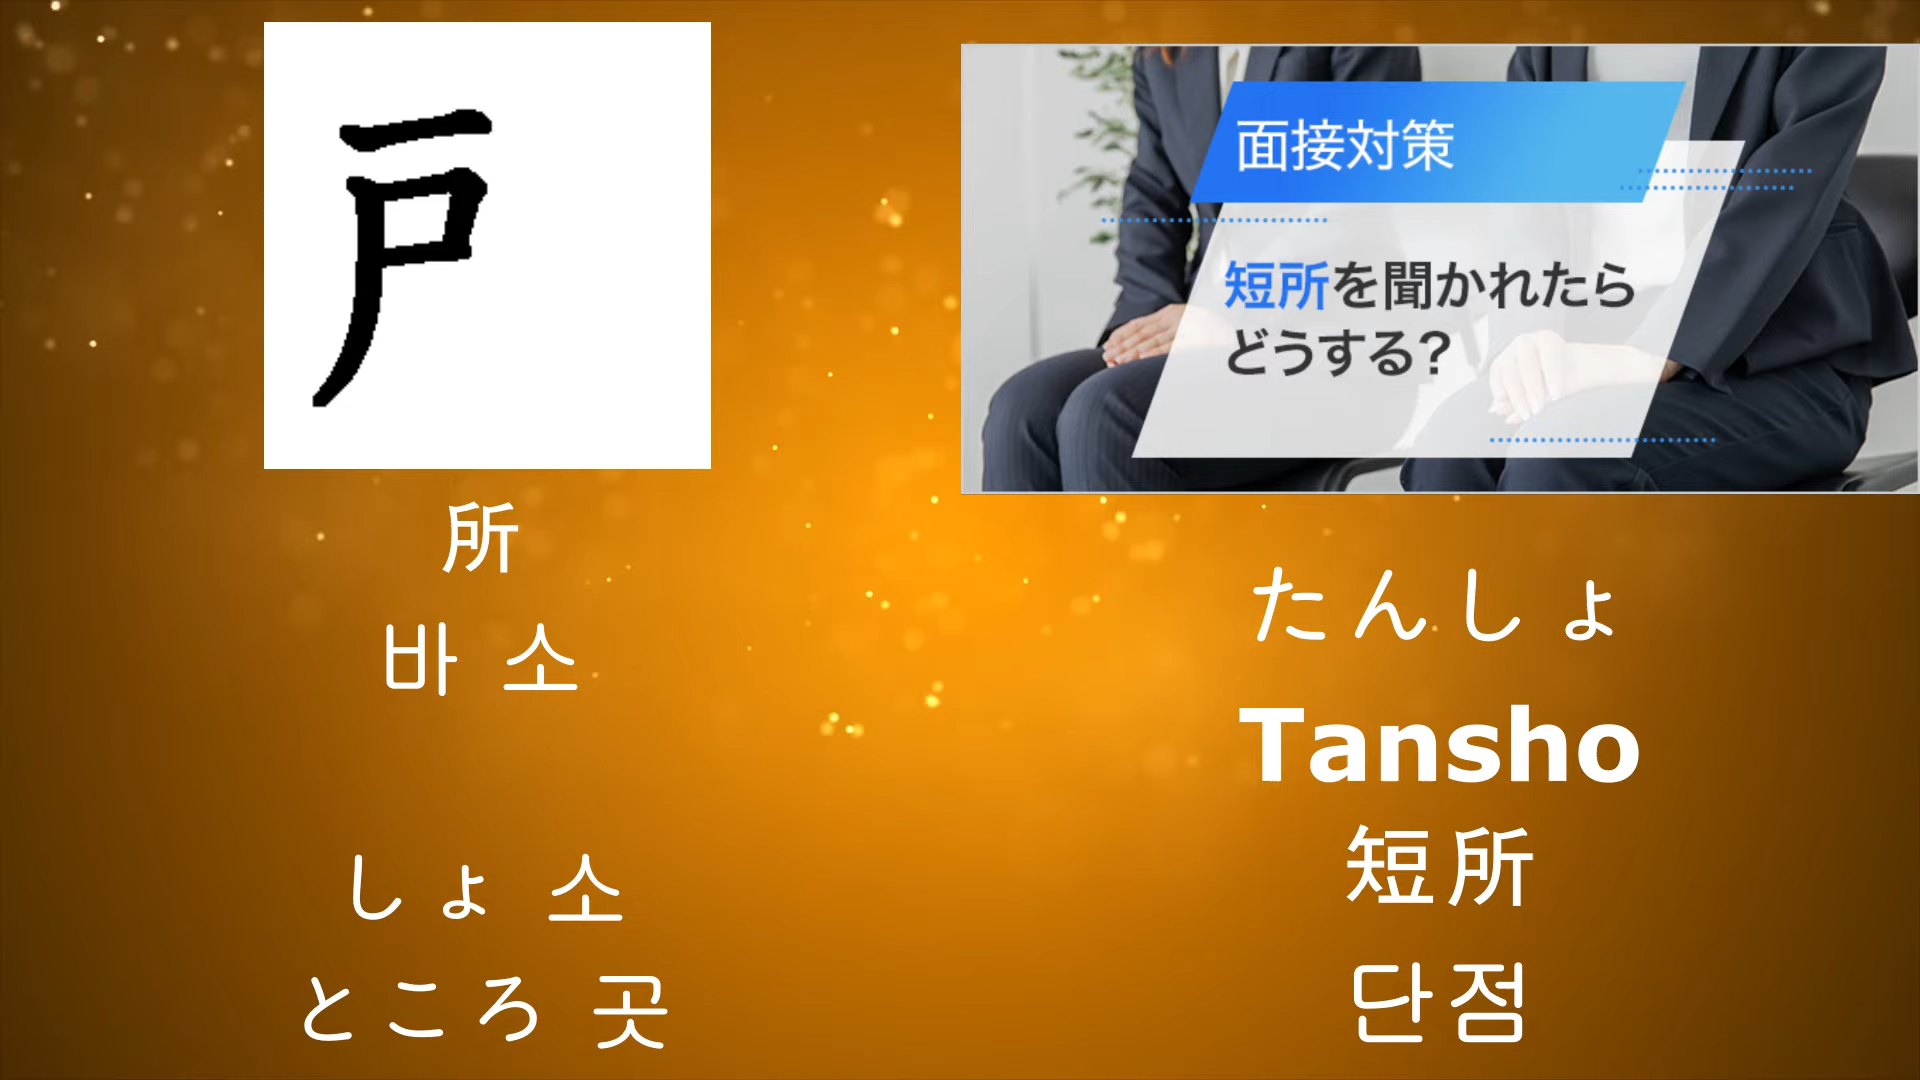 戸
所
바 소
しょ 소
ところ 곳
面接対策
短所を聞かれたら
どうする?
たんしょ
Tansho
短所
단점